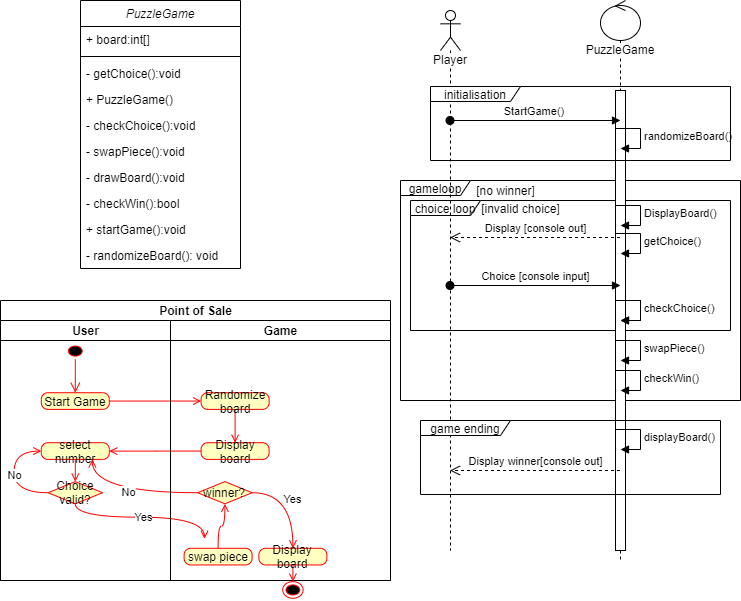 PuzzleGame
+ board:int[]
- getChoice():void
+ PuzzleGame()
- checkChoice():void
- swapPiece():void
- drawBoard():void
- checkWin():bool
+ startGame():void
- randomizeBoard(): void
Player
PuzzleGame
initialisation
StartGame()
randomizeBoard()
gameloop
[no winner]
choice loop
[invalid choice]
DisplayBoard()
Display [console out]
getChoice()
Choice [console input]
checkChoice()
swapPiece()
checkWin()
game ending
displayBoard()
Display winner[console out]
Point of Sale
User
Game
Start Game
Randomize
board
select
number
Display
board
No
Choice
valid?
No
winner?
Yes
Yes
swap piece
Display
board